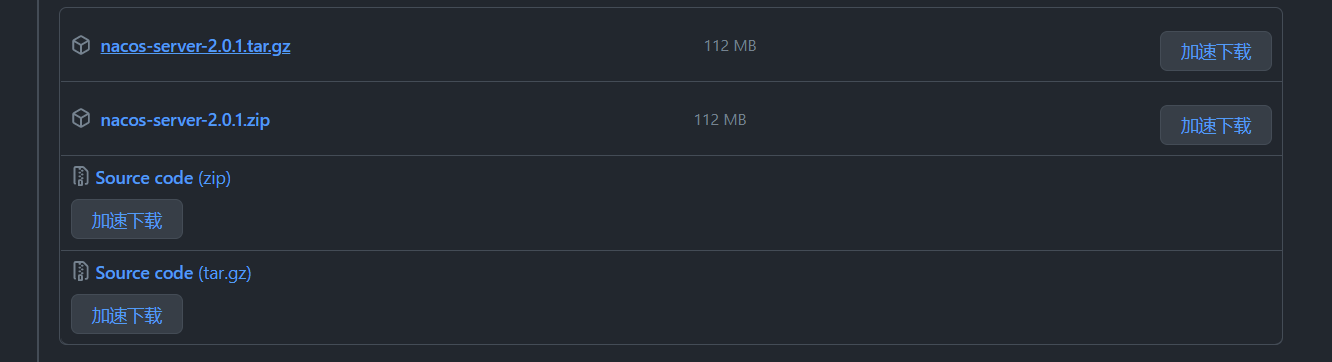 nacos-server-2.0.1.tar.gz 112 MB 加速下载
nacos-server-2.0.1.zip 112 MB 加速下载
Source code (zip)
加速下载
Source code (tar.gz)
加速下载